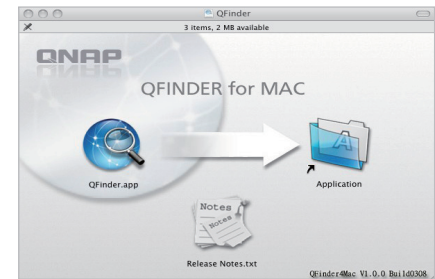 QFinder
3 items, 2 MB available
QNAP
QFINDER for MAC
QFinder.app
Application
Notes
Release Notes.txt
QFinder4Mac V1.0.0 Build0308